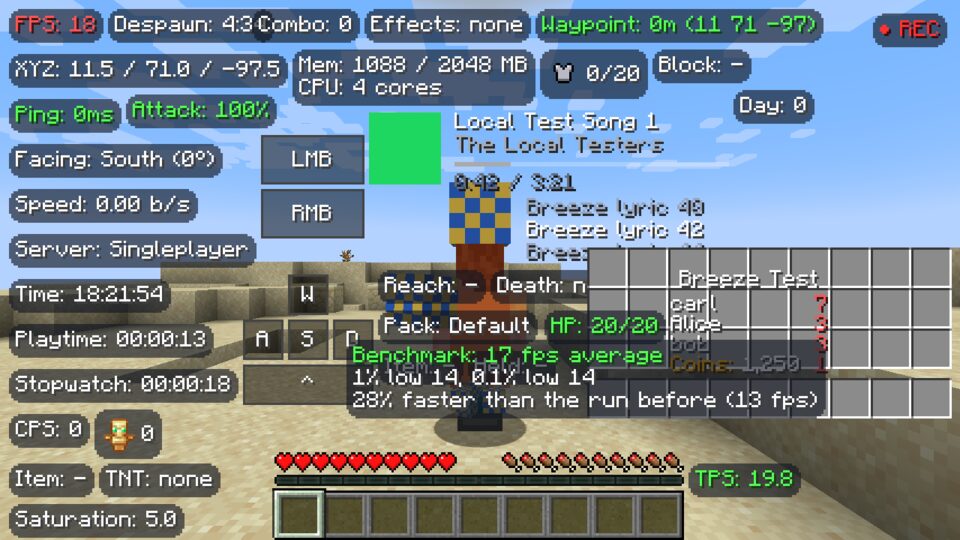 FPS: 18
Despawn: 4:3
Combo: 0
Effects: none
Waypoint: 0m (11 71 -97)
REC
XYZ: 11.5 / 71.0 / -97.5
Mem: 1088 / 2048 MB
CPU: 4 cores
0/20
Block: -
Day: 0
Ping: 0ms
Attack: 100%
Local Test Song 1
The Local Testers
0:42 / 3:21
Facing: South (0°)
LMB
Speed: 0.00 b/s
RMB
Breeze lyric 40
Breeze lyric 42
Breeze lyric
Server: Singleplayer
Reach: -
Death: n
Breeze Test
carl 7
Alice 3
bob 3
Coins: 1,250 1
Time: 18:21:54
W
Pack: Default
HP: 20/20
Playtime: 00:00:13
A
S
D
Benchmark: 17 fps average
1% low 14, 0.1% low 14
28% faster than the run before (13 fps)
Stopwatch: 00:00:18
^
CPS: 0
0
Item: -
TNT: none
TPS: 19.8
Saturation: 5.0